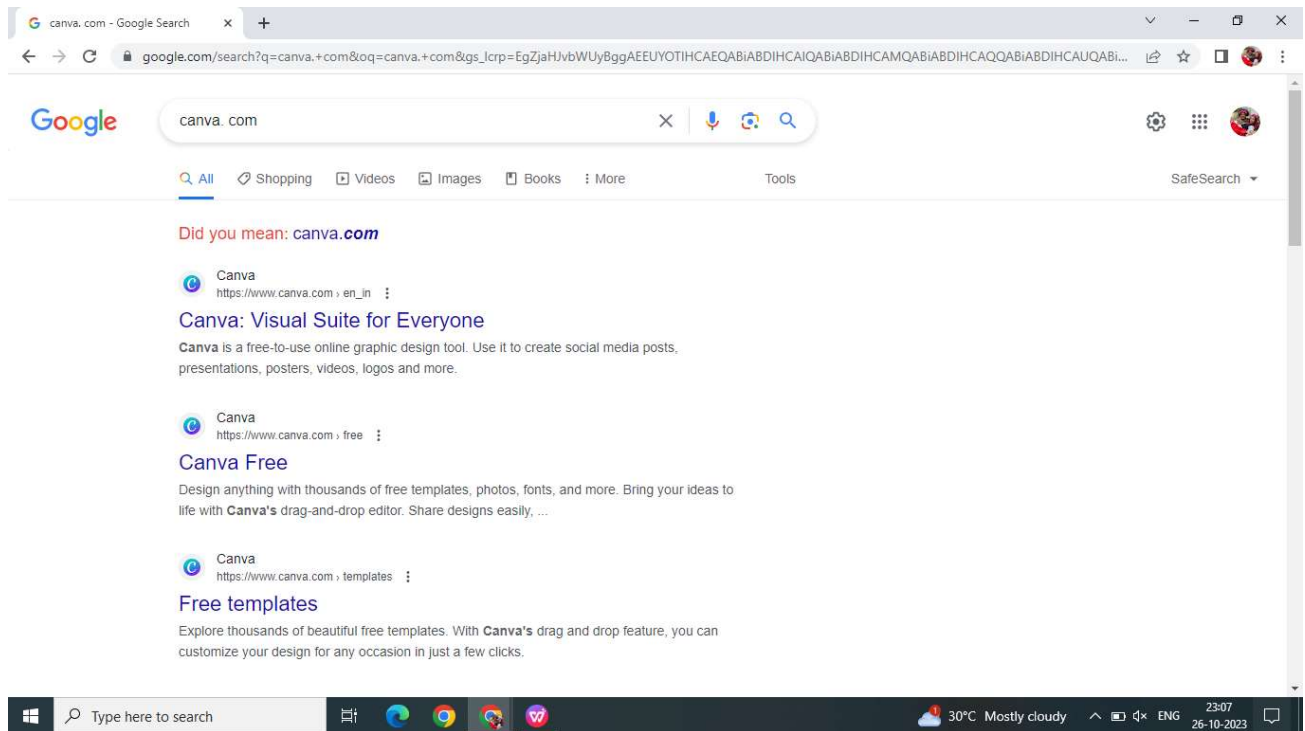 canva. com - Google Search
google.com/search?q=canva.+com&oq=canva.+com&gs_lcrp=EgZjaHJvbWUyBggAEEUYOTIHCAEQABiABDIHCAIQABiABDIHCAMQABiABDIHCAQQABiABDIHCAUQABi...
Google
canva. com
All Shopping Videos Images Books More Tools SafeSearch
Did you mean: canva.com
Canva
https://www.canva.com › en_in
Canva: Visual Suite for Everyone
Canva is a free-to-use online graphic design tool. Use it to create social media posts,
presentations, posters, videos, logos and more.
Canva
https://www.canva.com › free
Canva Free
Design anything with thousands of free templates, photos, fonts, and more. Bring your ideas to
life with Canva's drag-and-drop editor. Share designs easily, ...
Canva
https://www.canva.com › templates
Free templates
Explore thousands of beautiful free templates. With Canva's drag and drop feature, you can
customize your design for any occasion in just a few clicks.
Type here to search 30°C Mostly cloudy ENG 23:07
26-10-2023